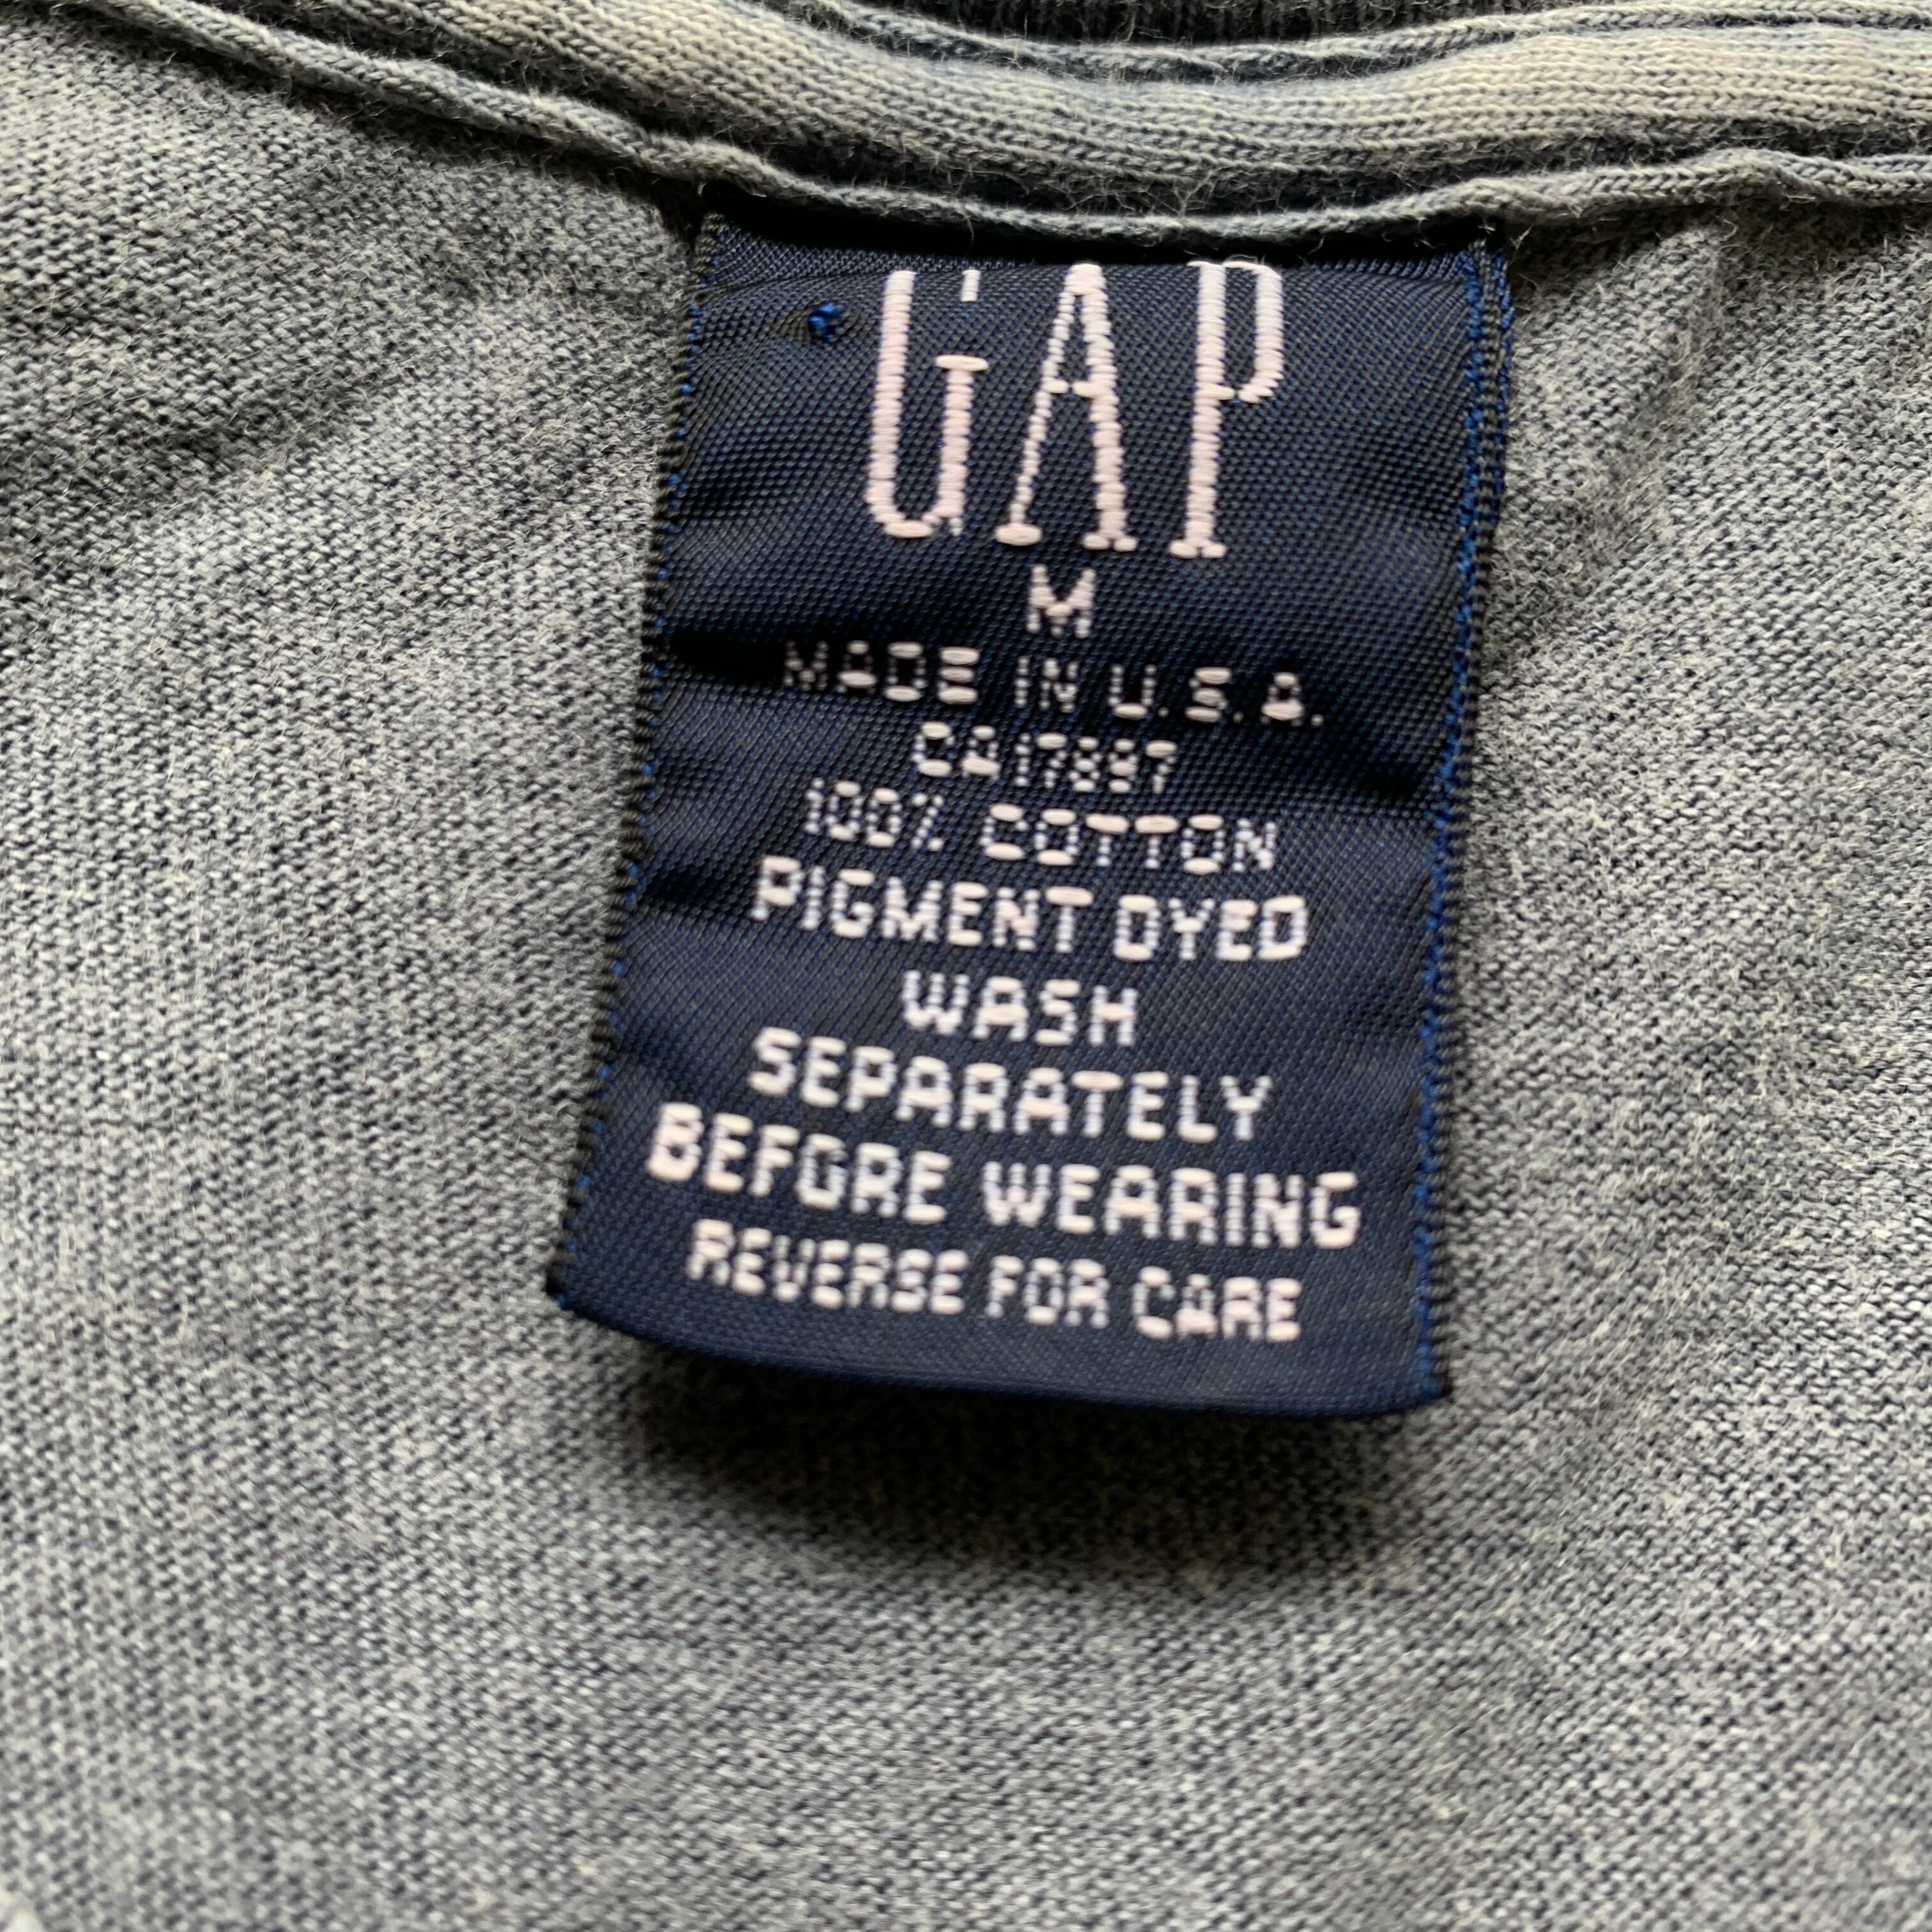 GAP
M
MADE IN U.S.A.
CA17897
100% COTTON
PIGMENT DYED
WASH
SEPARATELY
BEFORE WEARING
REVERSE FOR CARE